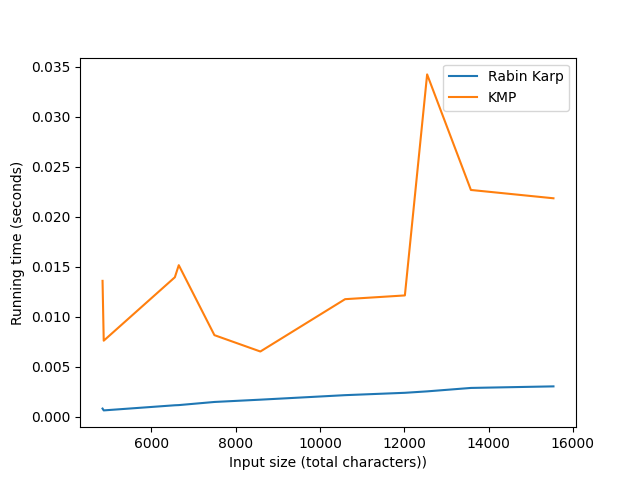 0.035
0.030
0.025
0.020
0.015
0.010
0.005
0.000
Running time (seconds)
Rabin Karp
KMP
6000 8000 10000 12000 14000 16000
Input size (total characters))